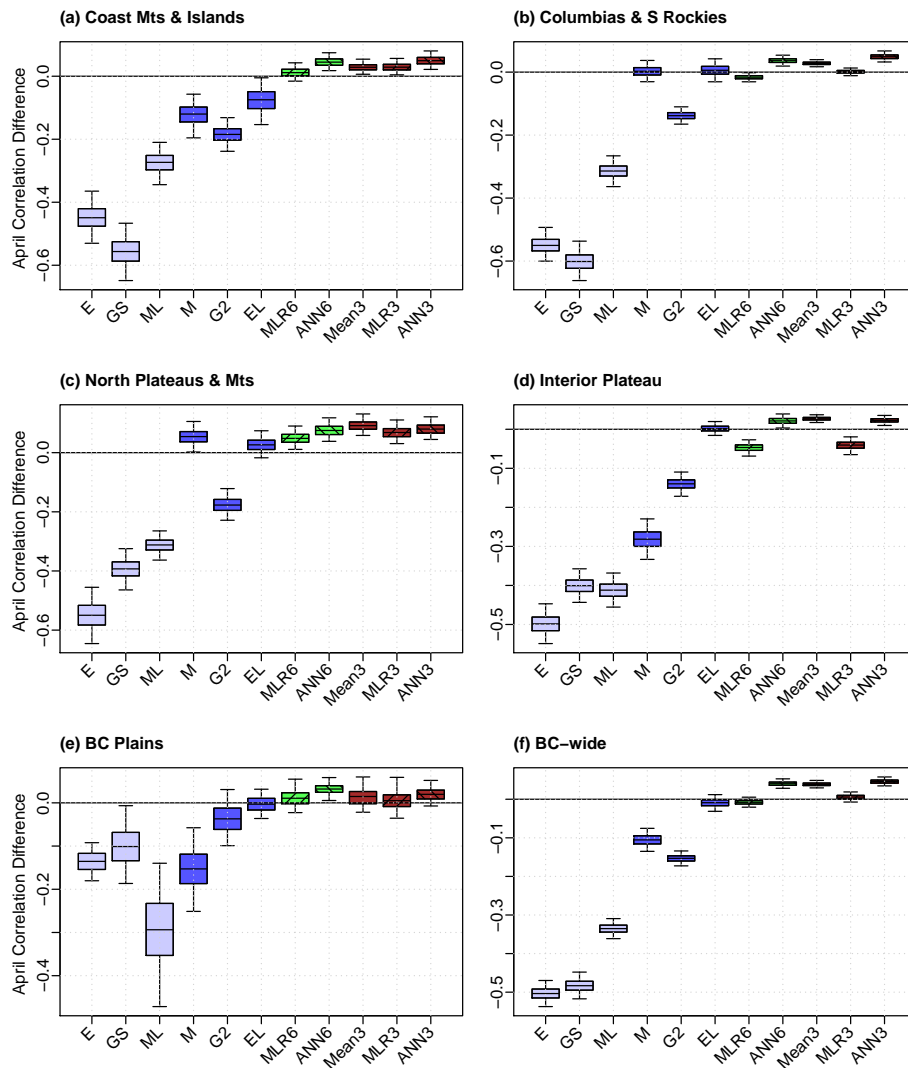 (a) Coast Mts & Islands
April Correlation Difference
0.0
−0.2
−0.4
−0.6
E GS ML M G2 EL MLR6 ANN6 Mean3 MLR3 ANN3
(b) Columbias & S Rockies
0.0
−0.2
−0.4
−0.6
E GS ML M G2 EL MLR6 ANN6 Mean3 MLR3 ANN3
(c) North Plateaus & Mts
April Correlation Difference
0.0
−0.2
−0.4
−0.6
E GS ML M G2 EL MLR6 ANN6 Mean3 MLR3 ANN3
(d) Interior Plateau
−0.1
−0.3
−0.5
E GS ML M G2 EL MLR6 ANN6 Mean3 MLR3 ANN3
(e) BC Plains
April Correlation Difference
0.0
−0.2
−0.4
E GS ML M G2 EL MLR6 ANN6 Mean3 MLR3 ANN3
(f) BC−wide
−0.1
−0.3
−0.5
E GS ML M G2 EL MLR6 ANN6 Mean3 MLR3 ANN3